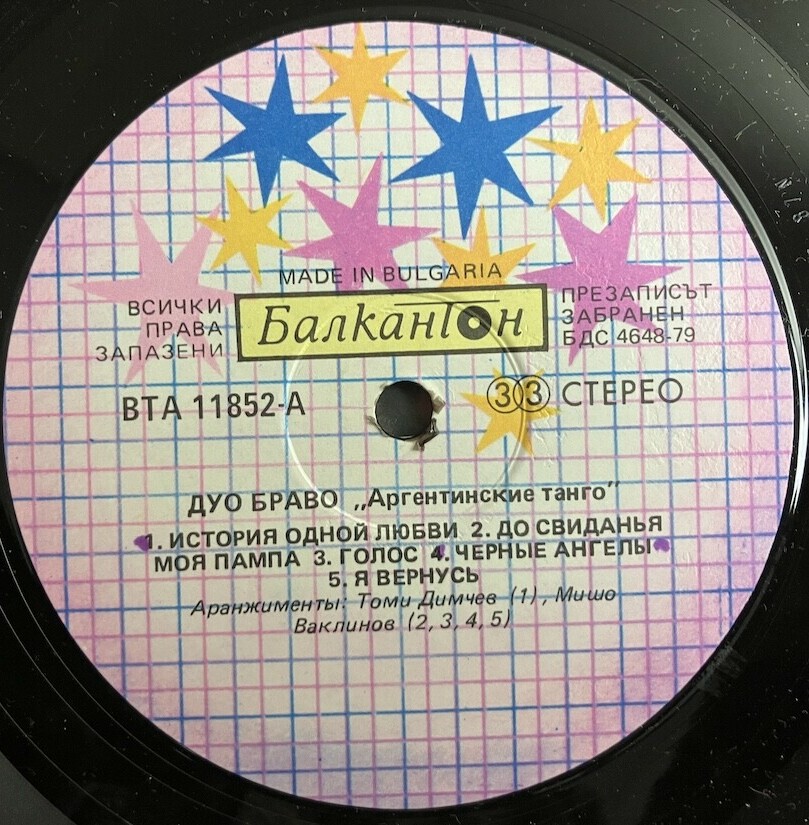 MADE IN BULGARIA
ВСИЧКИ
ПРАВА
ЗАПАЗЕНИ
Балкантон
ПРЕЗАПИСЪТ
ЗАБРАНЕН
БДС 4648-79
ВТА 11852-А
33 СТЕРЕО
ДУО БРАВО „Аргентинские танго"
1. ИСТОРИЯ ОДНОЙ ЛЮБВИ 2. ДО СВИДАНЬЯ
МОЯ ПАМПА 3. ГОЛОС 4. ЧЕРНЫЕ АНГЕЛЫ
5. Я ВЕРНУСЬ
Аранжименты: Томи Димчев (1), Мишо
Ваклинов (2, 3, 4, 5)